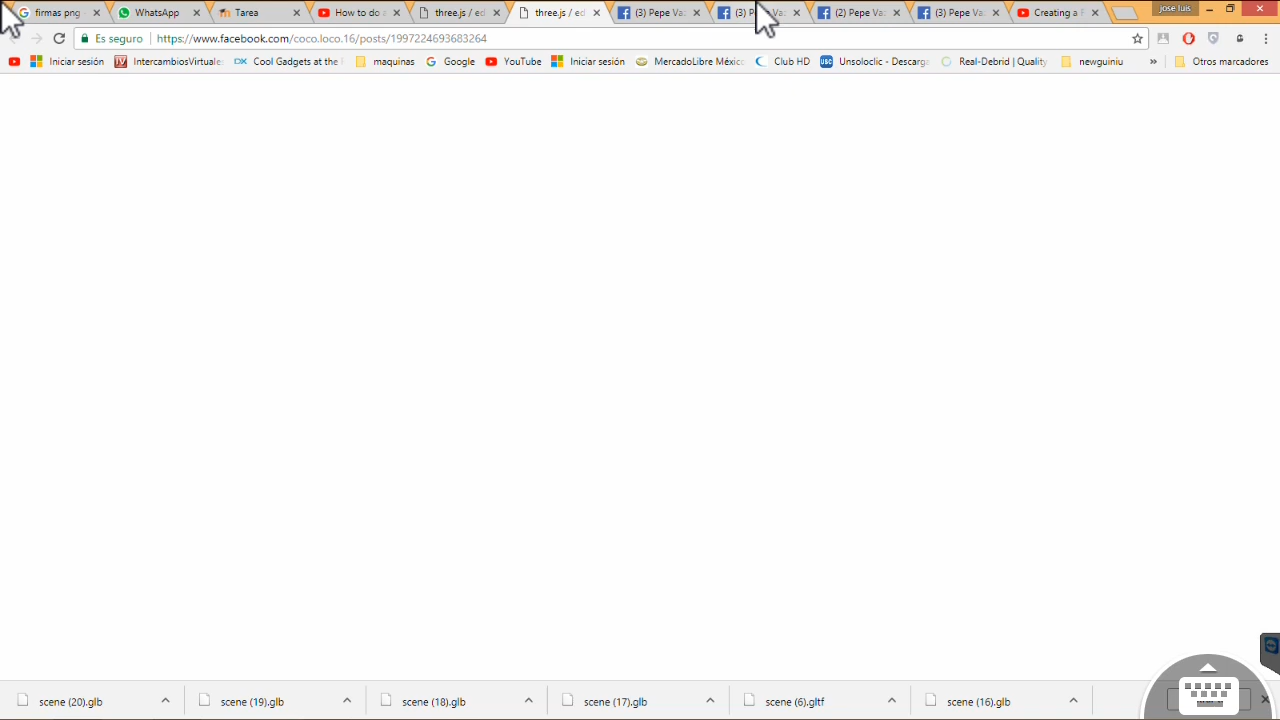 firmas png
WhatsApp
Tarea
How to do a
three.js / ed
three.js / ed
(3) Pepe Va
(3) Pe
(2) Pepe Va
(3) Pepe Va
Creating a
jose luis
Es seguro
https://www.facebook.com/coco.loco.16/posts/1997224693683264
Iniciar sesión
IntercambiosVirtuale
Cool Gadgets at the
maquinas
Google
YouTube
Iniciar sesión
MercadoLibre México
Club HD
Unsoloclic - Descarga
Real-Debrid | Quality
newguiniu
»
Otros marcadores
scene (20).glb
scene (19).glb
scene (18).glb
scene (17).glb
scene (6).gltf
scene (16).glb